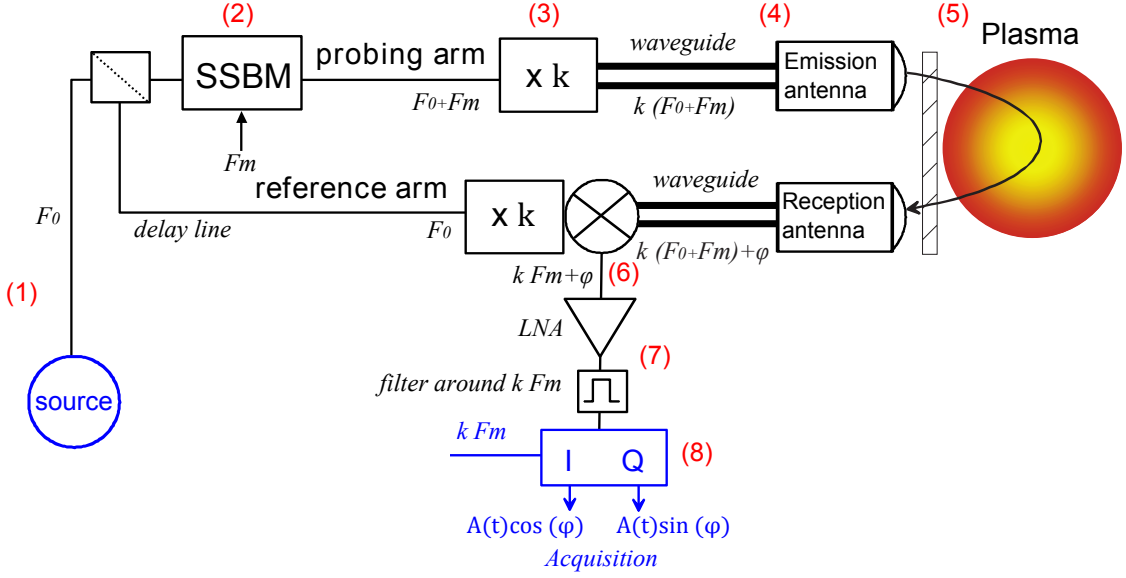 (2)
(3)
(4)
(5)
Plasma
SSBM
probing arm
F0+Fm
x k
waveguide
k (F0+Fm)
Emission
antenna
Fm
reference arm
F0
delay line
F0
x k
waveguide
k (F0+Fm)+φ
Reception
antenna
(1)
k Fm+φ
(6)
LNA
(7)
source
filter around k Fm
k Fm
I Q
(8)
A(t)cos (φ) A(t)sin (φ)
Acquisition